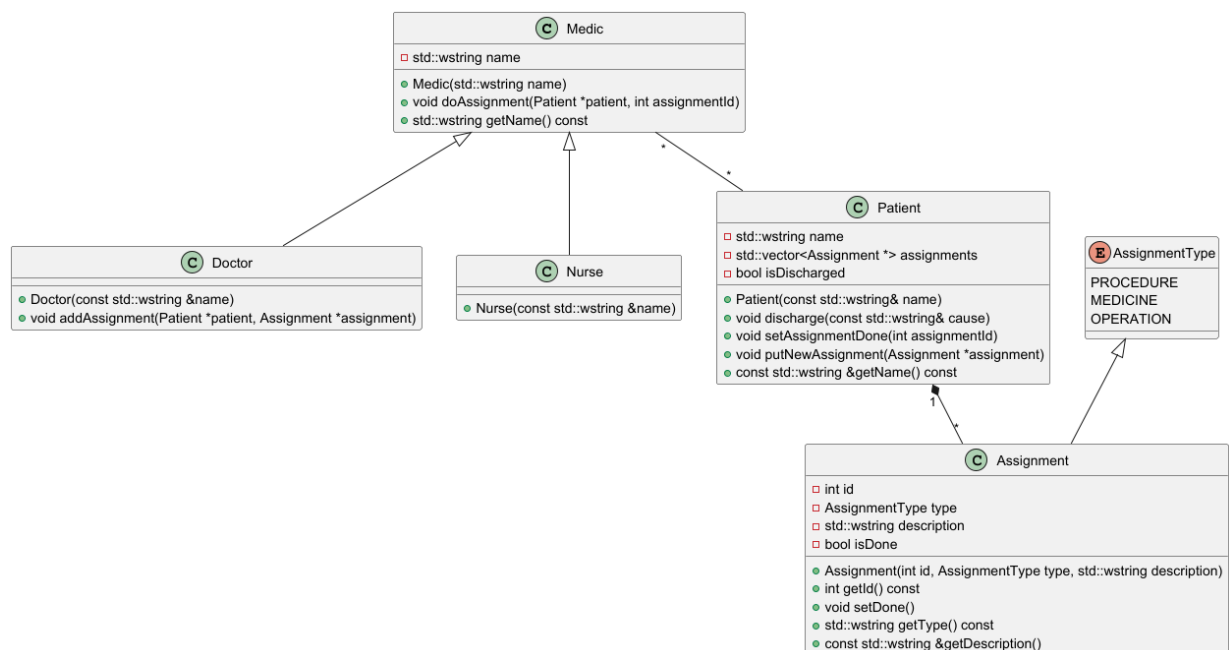 C Medic
std::wstring name
Medic(std::wstring name)
void doAssignment(Patient *patient, int assignmentId)
std::wstring getName() const
*
*
C Doctor
Doctor(const std::wstring &name)
void addAssignment(Patient *patient, Assignment *assignment)
C Nurse
Nurse(const std::wstring &name)
C Patient
std::wstring name
std::vector<Assignment *> assignments
bool isDischarged
Patient(const std::wstring& name)
void discharge(const std::wstring& cause)
void setAssignmentDone(int assignmentId)
void putNewAssignment(Assignment *assignment)
const std::wstring &getName() const
E AssignmentType
PROCEDURE
MEDICINE
OPERATION
1
*
C Assignment
int id
AssignmentType type
std::wstring description
bool isDone
Assignment(int id, AssignmentType type, std::wstring description)
int getId() const
void setDone()
std::wstring getType() const
const std::wstring &getDescription()